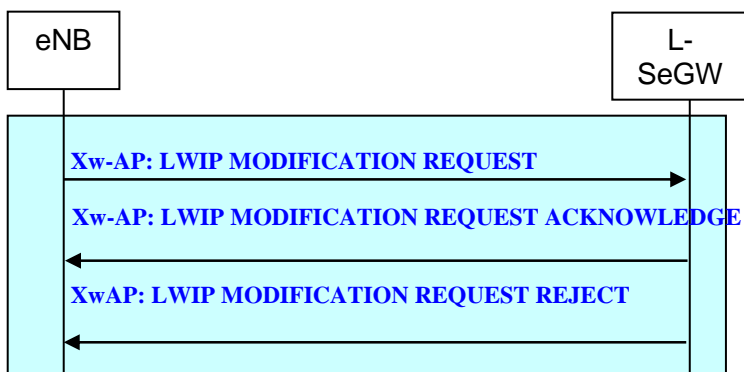 eNB
L-
SeGW
Xw-AP: LWIP MODIFICATION REQUEST
Xw-AP: LWIP MODIFICATION REQUEST ACKNOWLEDGE
XwAP: LWIP MODIFICATION REQUEST REJECT